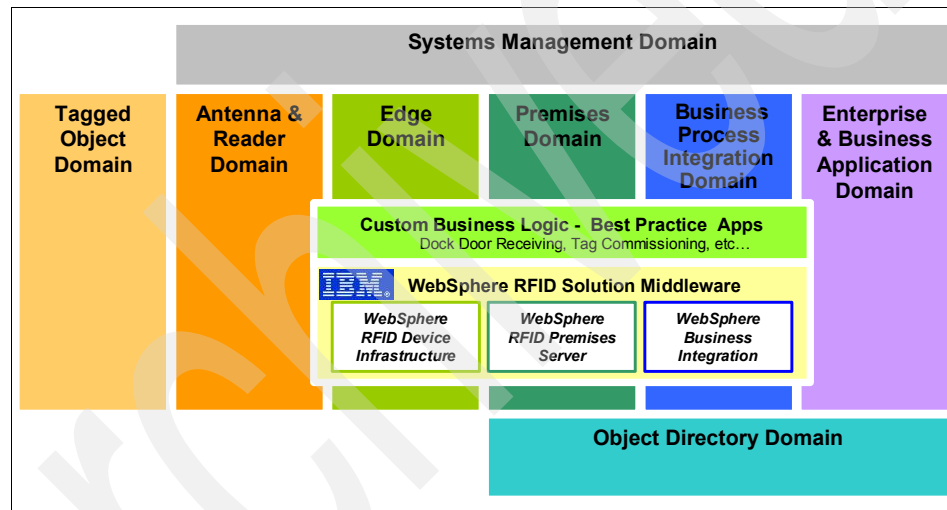 Systems Management Domain
Tagged
Object
Domain
Antenna &
Reader
Domain
Edge
Domain
Premises
Domain
Business
Process
Integration
Domain
Enterprise
& Business
Application
Domain
Custom Business Logic - Best Practice Apps
Dock Door Receiving, Tag Commissioning, etc…
IBM®
WebSphere RFID Solution Middleware
WebSphere
RFID Device
Infrastructure
WebSphere
RFID Premises
Server
WebSphere
Business
Integration
Object Directory Domain